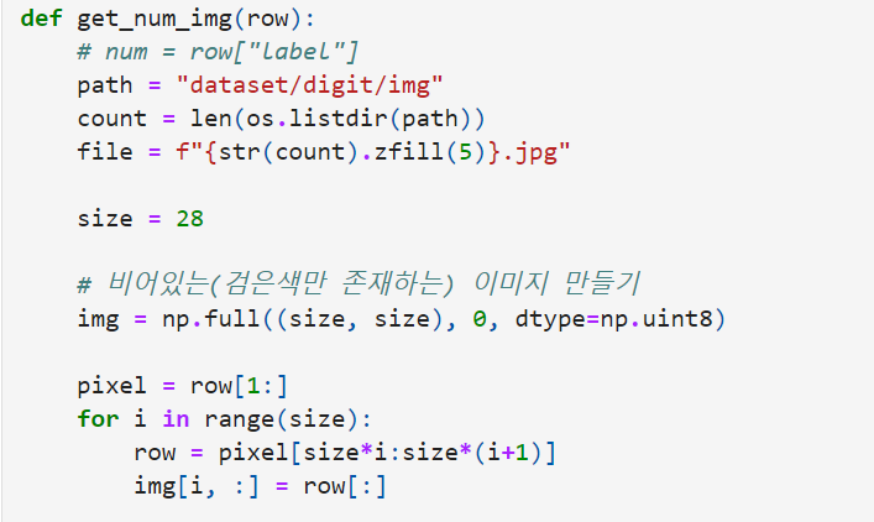 def get_num_img(row):
    # num = row["label"]
    path = "dataset/digit/img"
    count = len(os.listdir(path))
    file = f"{str(count).zfill(5)}.jpg"
    size = 28
    # 비어있는(검은색만 존재하는) 이미지 만들기
    img = np.full((size, size), 0, dtype=np.uint8)
    pixel = row[1:]
    for i in range(size):
        row = pixel[size*i:size*(i+1)]
        img[i, :] = row[:]